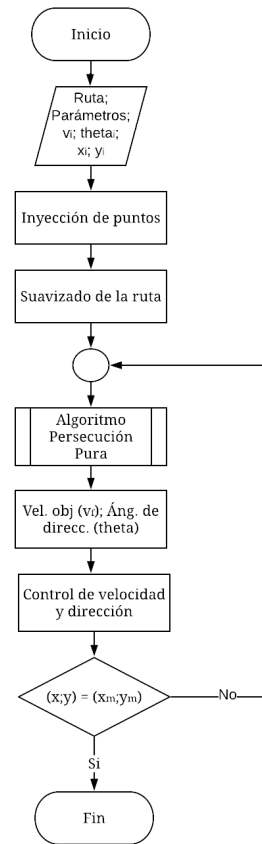 Inicio
Ruta;
Parámetros;
vᵢ; thetaᵢ;
xᵢ; yᵢ
Inyección de puntos
Suavizado de la ruta
Algoritmo
Persecución
Pura
Vel. obj (vf); Áng. de
direcc. (theta)
Control de velocidad
y dirección
(x;y) = (xm;ym)
No
Si
Fin